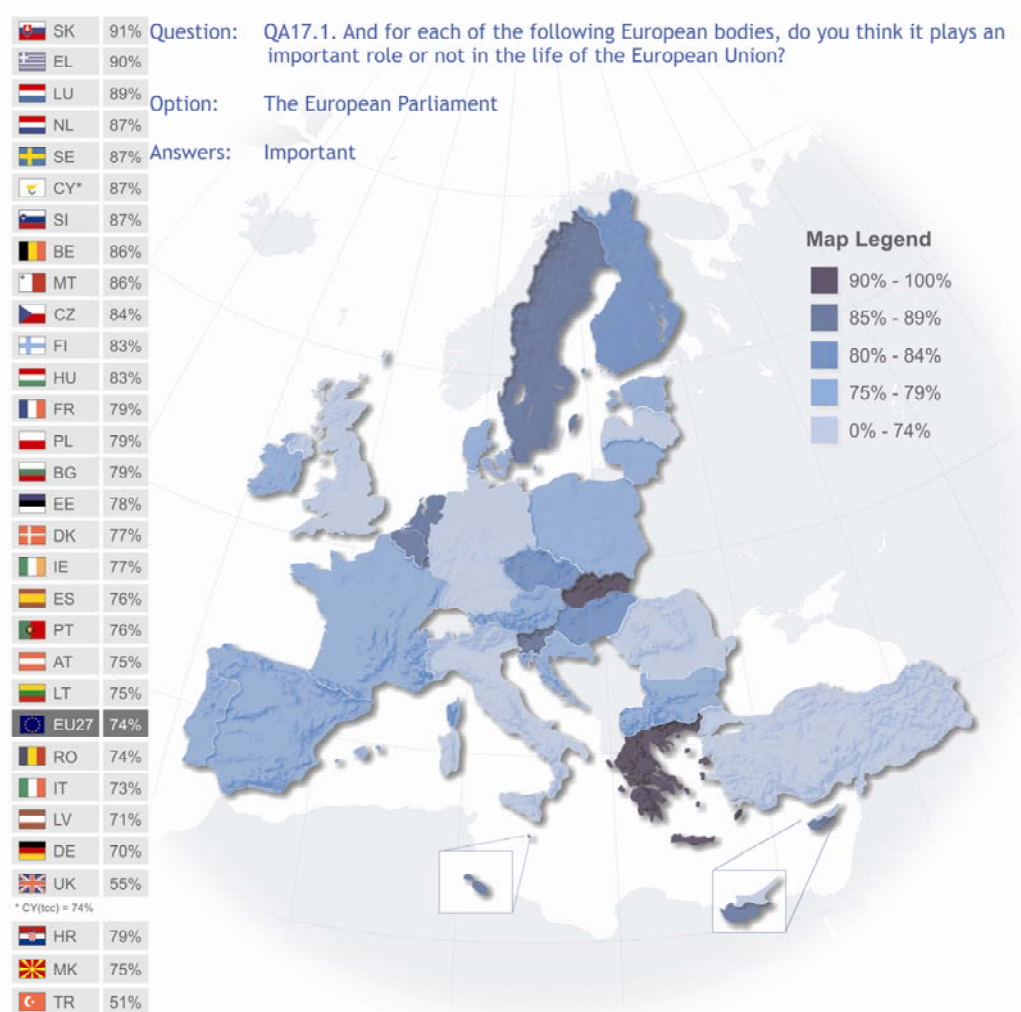 Question: QA17.1. And for each of the following European bodies, do you think it plays an
important role or not in the life of the European Union?
Option: The European Parliament
Answers: Important
SK 91%
EL 90%
LU 89%
NL 87%
SE 87%
CY* 87%
SI 87%
BE 86%
MT 86%
CZ 84%
FI 83%
HU 83%
FR 79%
PL 79%
BG 79%
EE 78%
DK 77%
IE 77%
ES 76%
PT 76%
AT 75%
LT 75%
EU27 74%
RO 74%
IT 73%
LV 71%
DE 70%
UK 55%
* CY(tcc) = 74%
HR 79%
MK 75%
TR 51%
Map Legend
90% - 100%
85% - 89%
80% - 84%
75% - 79%
0% - 74%